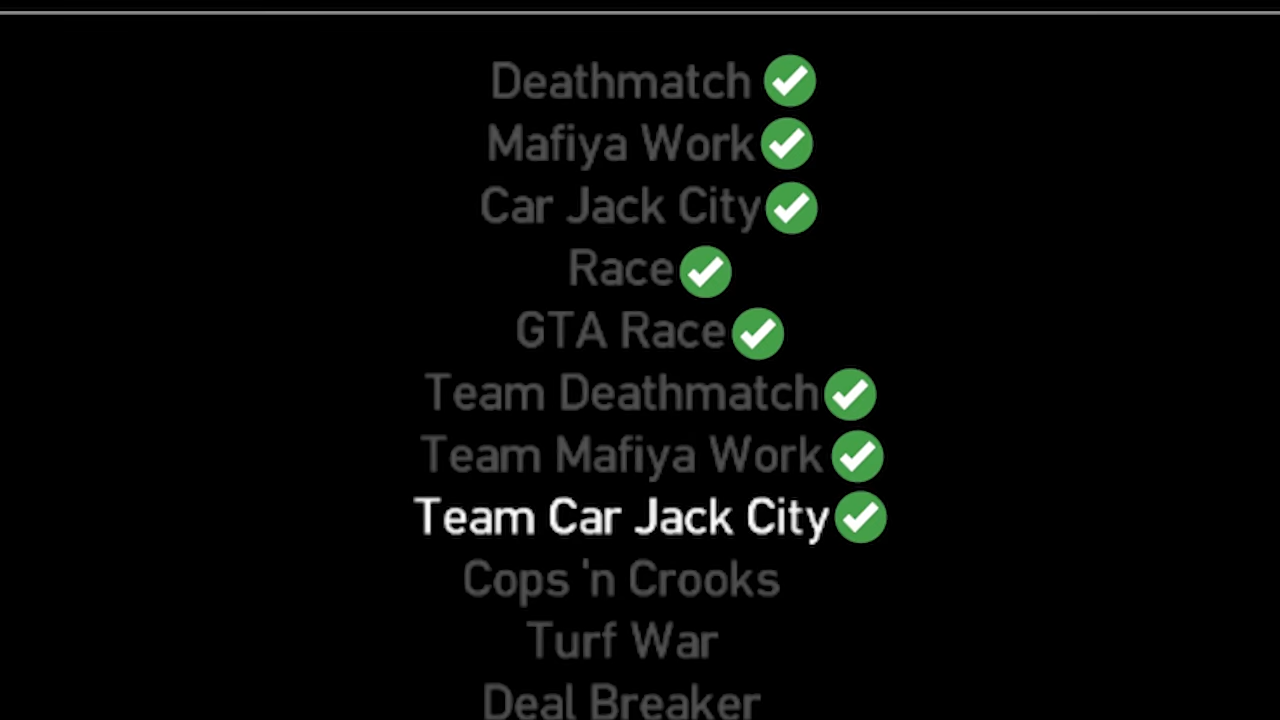 Deathmatch
Mafiya Work
Car Jack City
Race
GTA Race
Team Deathmatch
Team Mafiya Work
Team Car Jack City
Cops 'n Crooks
Turf War
Deal Breaker